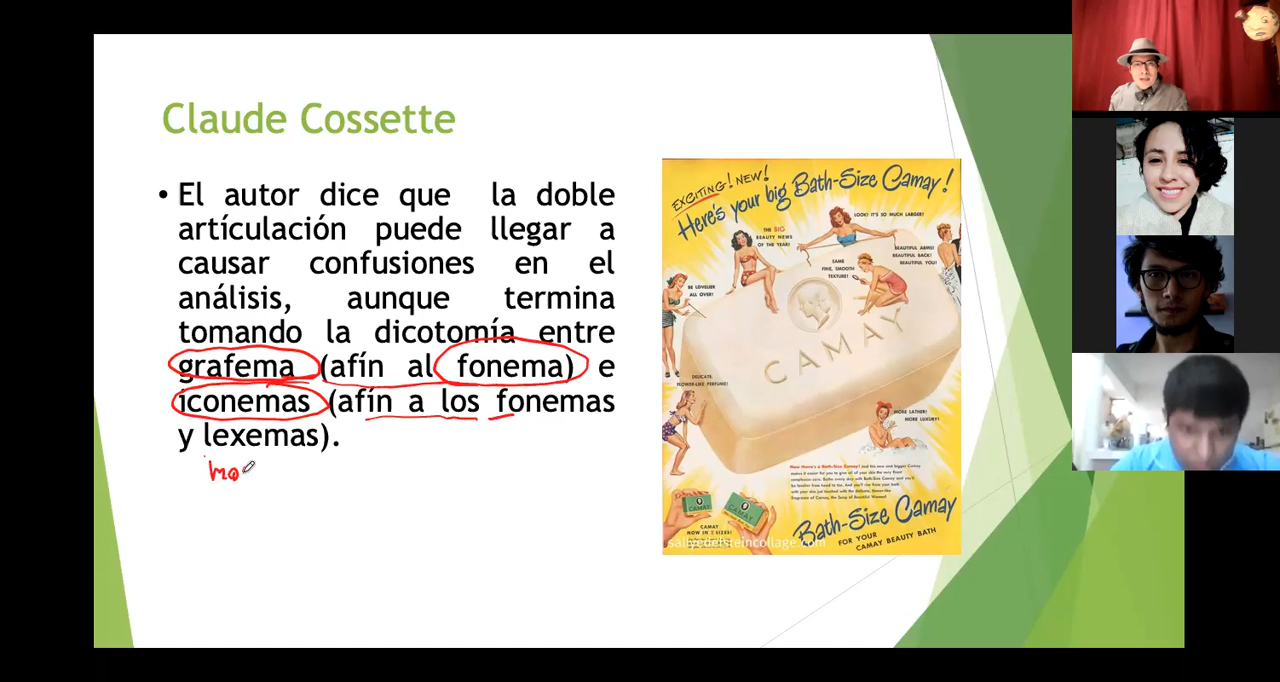 Claude Cossette
• El autor dice que la doble
artículación puede llegar a
causar confusiones en el
análisis, aunque termina
tomando la dicotomía entre
grafema (afín al fonema) e
iconemas (afín a los fonemas
y lexemas).
mo
EXCITING! NEW!
Here's your big Bath-Size Camay!
LOOK! IT'S SO MUCH LARGER!
THE BIG
BEAUTY NEWS
OF THE YEAR!
BEAUTIFUL ARMS!
BEAUTIFUL BACK!
BEAUTIFUL YOU!
SAME
FINE, SMOOTH
TEXTURE!
BE LOVELIER
ALL OVER!
CAMAY
DELICATE,
FLOWER-LIKE PERFUME!
MORE LATHER!
MORE LUXURY!
CAMAY
CAMAY
CAMAY
NOW IN 2 SIZES!
Bath-Size Camay
FOR YOUR
CAMAY BEAUTY BATH